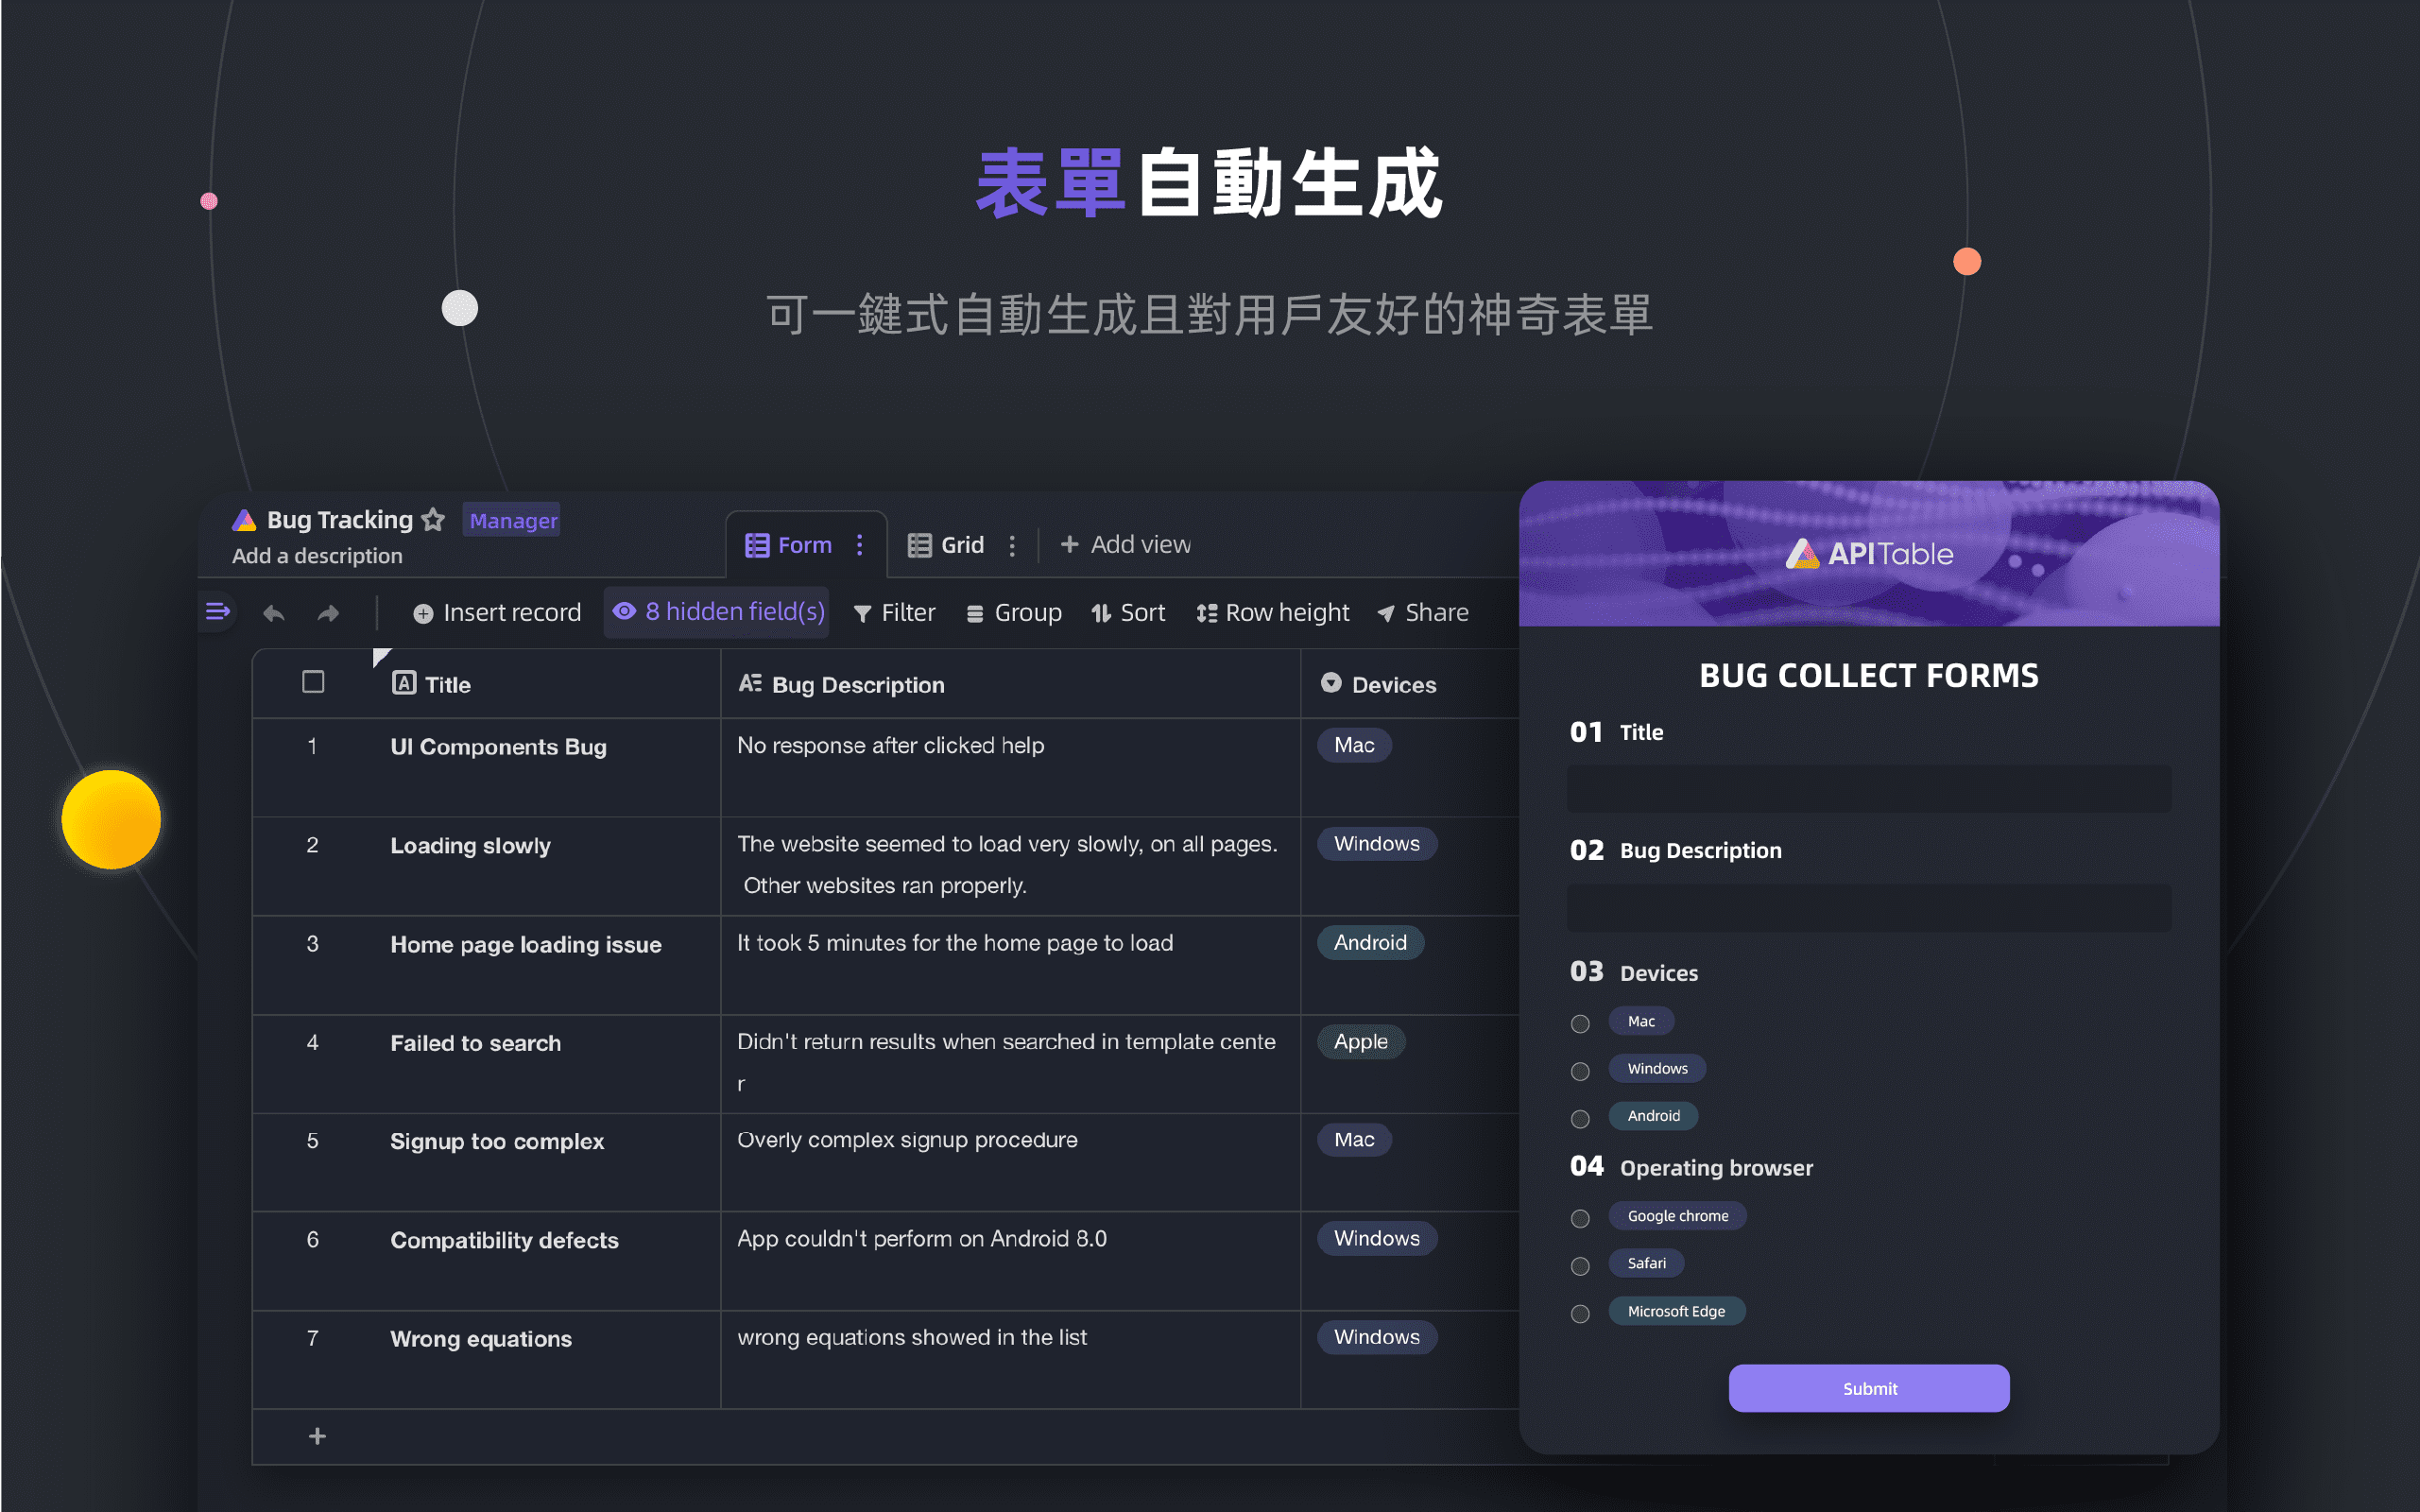 表單自動生成
可一鍵式自動生成且對用戶友好的神奇表單
Bug Tracking
Manager
Add a description
Form
Grid
Add view
Insert record
8 hidden field(s)
Filter
Group
Sort
Row height
Share
Title
Bug Description
Devices
1
UI Components Bug
No response after clicked help
Mac
2
Loading slowly
The website seemed to load very slowly, on all pages.
Other websites ran properly.
Windows
3
Home page loading issue
It took 5 minutes for the home page to load
Android
4
Failed to search
Didn't return results when searched in template cente
r
Apple
5
Signup too complex
Overly complex signup procedure
Mac
6
Compatibility defects
App couldn't perform on Android 8.0
Windows
7
Wrong equations
wrong equations showed in the list
Windows
APITable
BUG COLLECT FORMS
01 Title
02 Bug Description
03 Devices
Mac
Windows
Android
04 Operating browser
Google chrome
Safari
Microsoft Edge
Submit